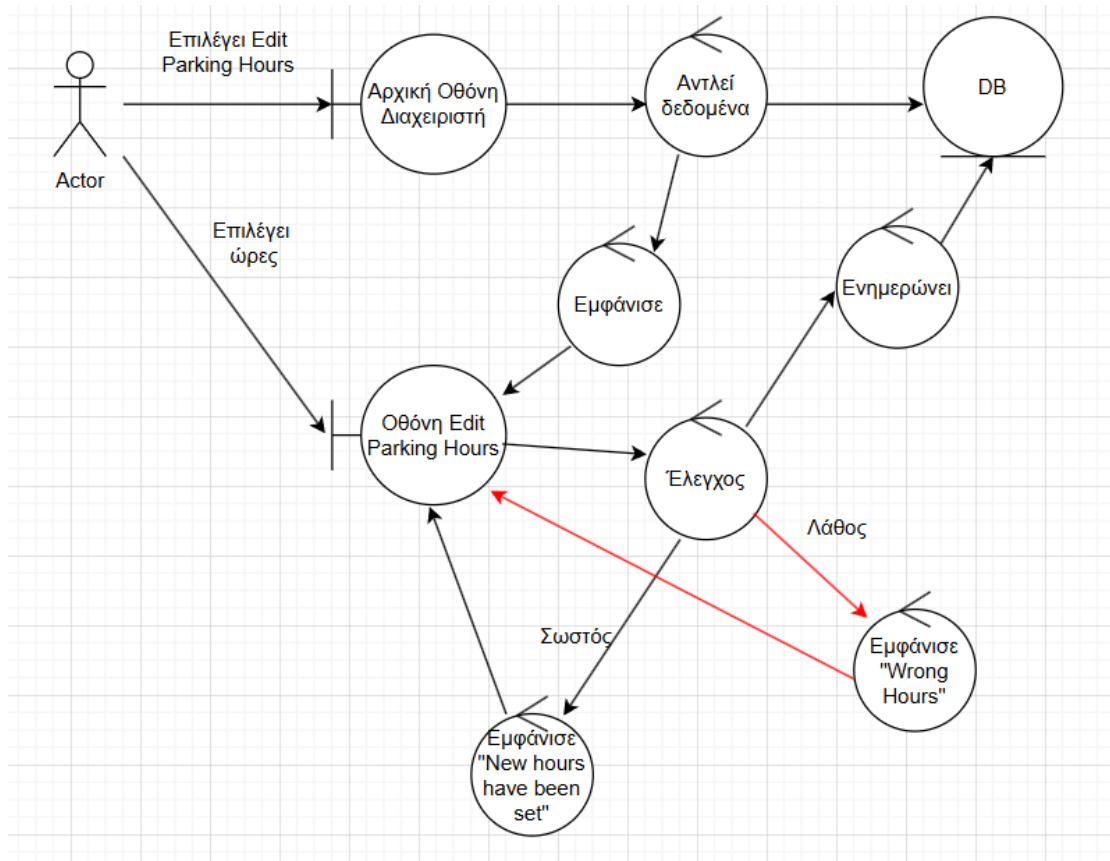 Επιλέγει Edit
Parking Hours
Αρχική Οθόνη
Διαχειριστή
Αντλεί
δεδομένα
DB
Actor
Επιλέγει
ώρες
Εμφάνισε
Ενημερώνει
Οθόνη Edit
Parking Hours
Έλεγχος
Λάθος
Σωστός
Εμφάνισε
"Wrong
Hours"
Εμφάνισε
"New hours
have been
set"